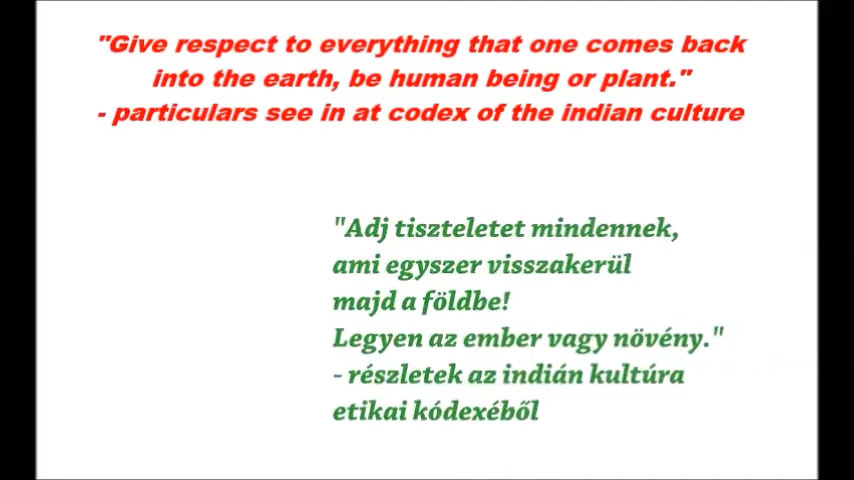 "Give respect to everything that one comes back
into the earth, be human being or plant."
- particulars see in at codex of the indian culture
"Adj tiszteletet mindennek,
ami egyszer visszakerül
majd a földbe!
Legyen az ember vagy növény."
- részletek az indián kultúra
etikai kódexéből